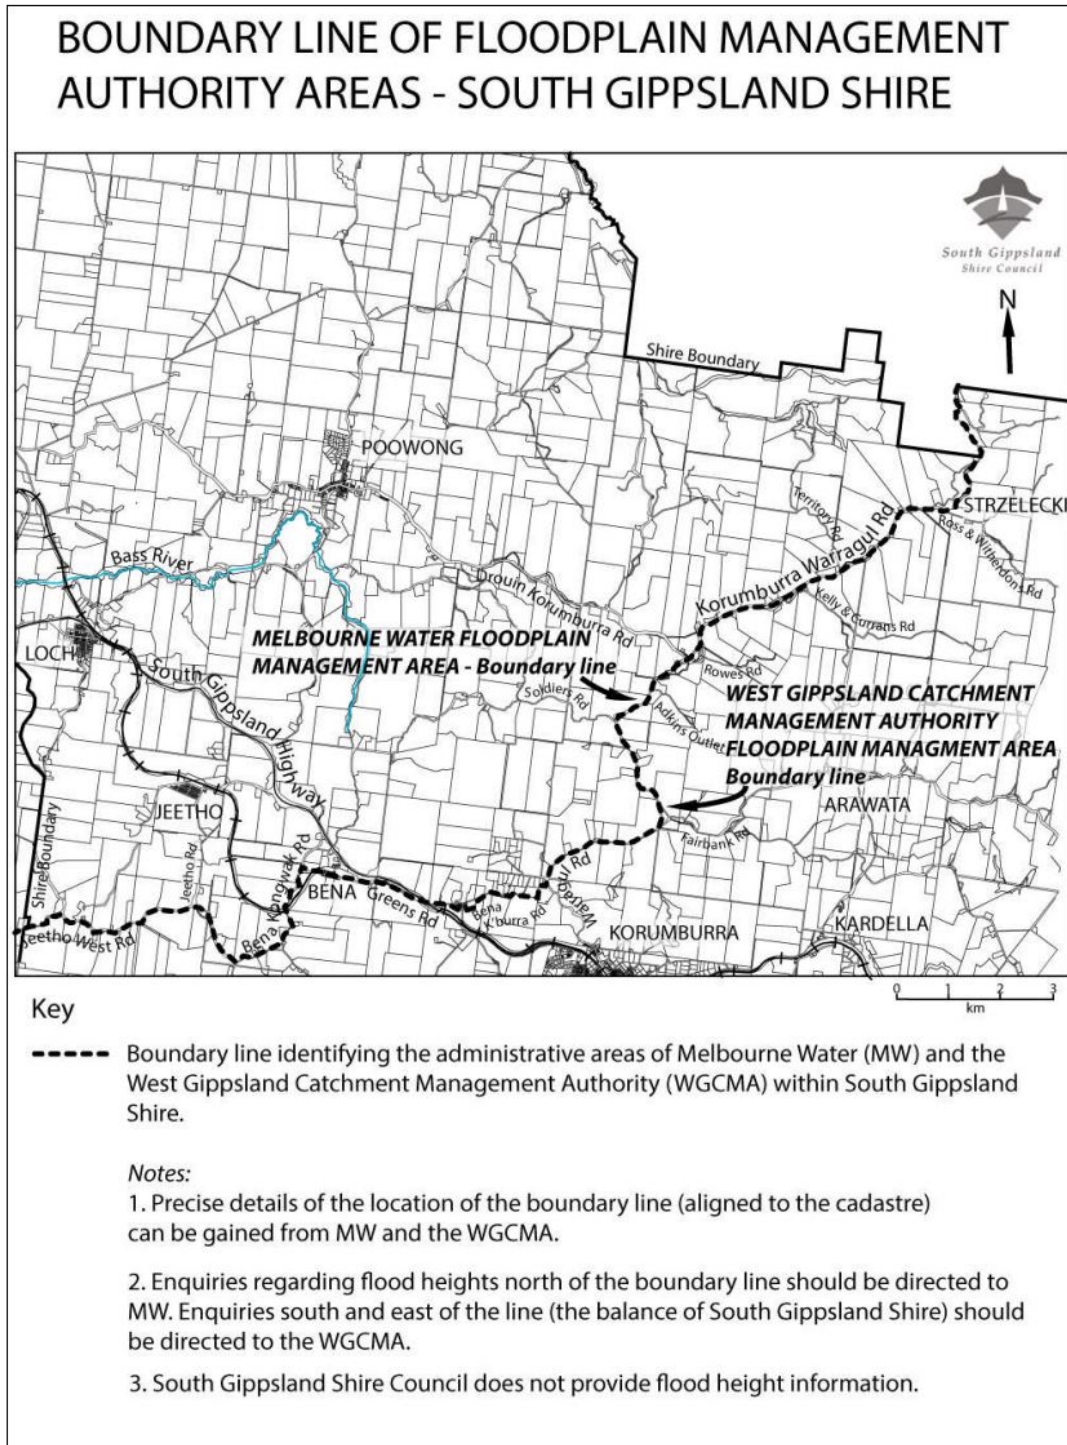 BOUNDARY LINE OF FLOODPLAIN MANAGEMENT
AUTHORITY AREAS - SOUTH GIPPSLAND SHIRE
South Gippsland
Shire Council
N
Shire Boundary
POOWONG
STRZELECKI
Territory Rd
Ross & Witheridons Rd
Bass River
Drouin Korumburra Rd
Korumburra Warragul Rd
Kelly & Currans Rd
LOCH
South Gippsland Highway
MELBOURNE WATER FLOODPLAIN
MANAGEMENT AREA - Boundary line
Rowes Rd
Soldiers Rd
Adkins Outlet
WEST GIPPSLAND CATCHMENT
MANAGEMENT AUTHORITY
FLOODPLAIN MANAGMENT AREA
Boundary line
JEETHO
ARAWATA
Fairbank Rd
Shire Boundary
Jeetho Rd
Bena Kongwak Rd
BENA
Greens Rd
Bena
K'burra Rd
Warragul Rd
KORUMBURRA
KARDELLA
Jeetho West Rd
0 1 2 3
km
Key
Boundary line identifying the administrative areas of Melbourne Water (MW) and the
West Gippsland Catchment Management Authority (WGCMA) within South Gippsland
Shire.
Notes:
1. Precise details of the location of the boundary line (aligned to the cadastre)
can be gained from MW and the WGCMA.
2. Enquiries regarding flood heights north of the boundary line should be directed to
MW. Enquiries south and east of the line (the balance of South Gippsland Shire) should
be directed to the WGCMA.
3. South Gippsland Shire Council does not provide flood height information.